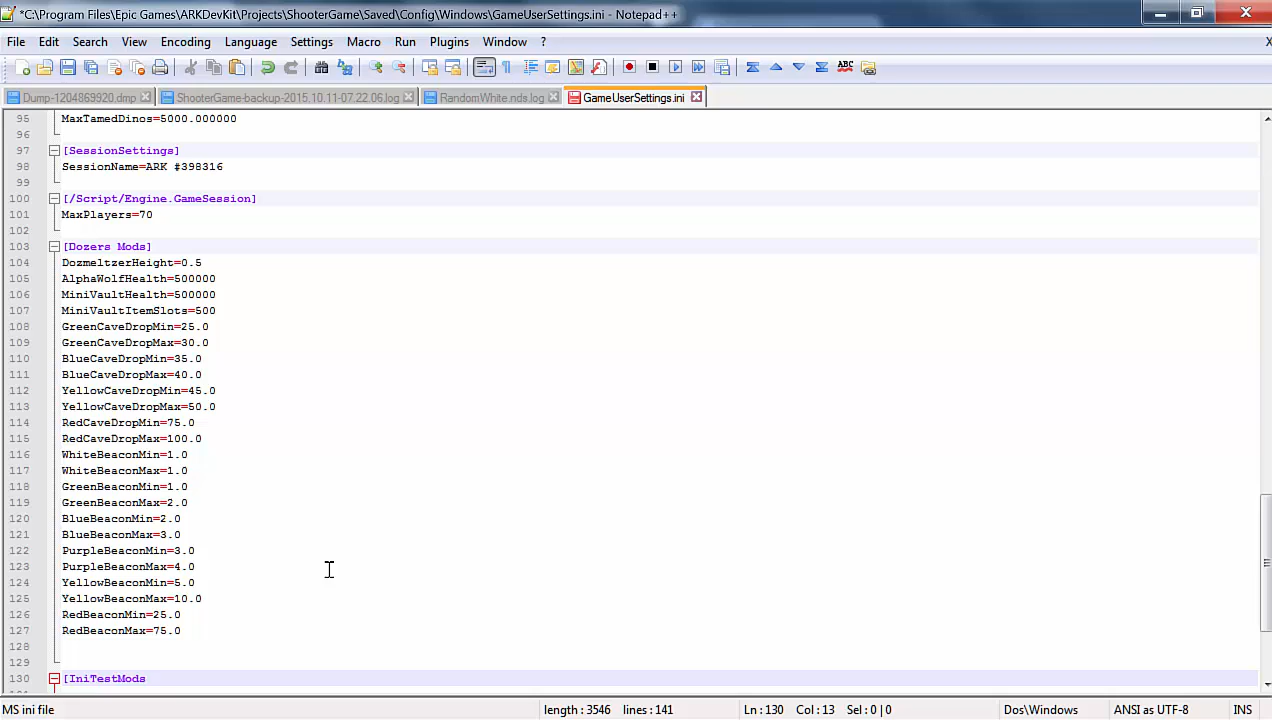 *C:\Program Files\Epic Games\ARKDevKit\Projects\ShooterGame\Saved\Config\Windows\GameUserSettings.ini - Notepad++
File Edit Search View Encoding Language Settings Macro Run Plugins Window ? X
Dump-1204869920.dmp ShooterGame-backup-2015.10.11-07.22.06.log RandomWhite.nds.log GameUserSettings.ini
95 MaxTamedDinos=5000.000000
96
97 [SessionSettings]
98 SessionName=ARK #398316
99
100 [/Script/Engine.GameSession]
101 MaxPlayers=70
102
103 [Dozers Mods]
104 DozmeltzerHeight=0.5
105 AlphaWolfHealth=500000
106 MiniVaultHealth=500000
107 MiniVaultItemSlots=500
108 GreenCaveDropMin=25.0
109 GreenCaveDropMax=30.0
110 BlueCaveDropMin=35.0
111 BlueCaveDropMax=40.0
112 YellowCaveDropMin=45.0
113 YellowCaveDropMax=50.0
114 RedCaveDropMin=75.0
115 RedCaveDropMax=100.0
116 WhiteBeaconMin=1.0
117 WhiteBeaconMax=1.0
118 GreenBeaconMin=1.0
119 GreenBeaconMax=2.0
120 BlueBeaconMin=2.0
121 BlueBeaconMax=3.0
122 PurpleBeaconMin=3.0
123 PurpleBeaconMax=4.0
124 YellowBeaconMin=5.0
125 YellowBeaconMax=10.0
126 RedBeaconMin=25.0
127 RedBeaconMax=75.0
128
129
130 [IniTestMods
MS ini file length : 3546 lines : 141 Ln : 130 Col : 13 Sel : 0 | 0 Dos\Windows ANSI as UTF-8 INS